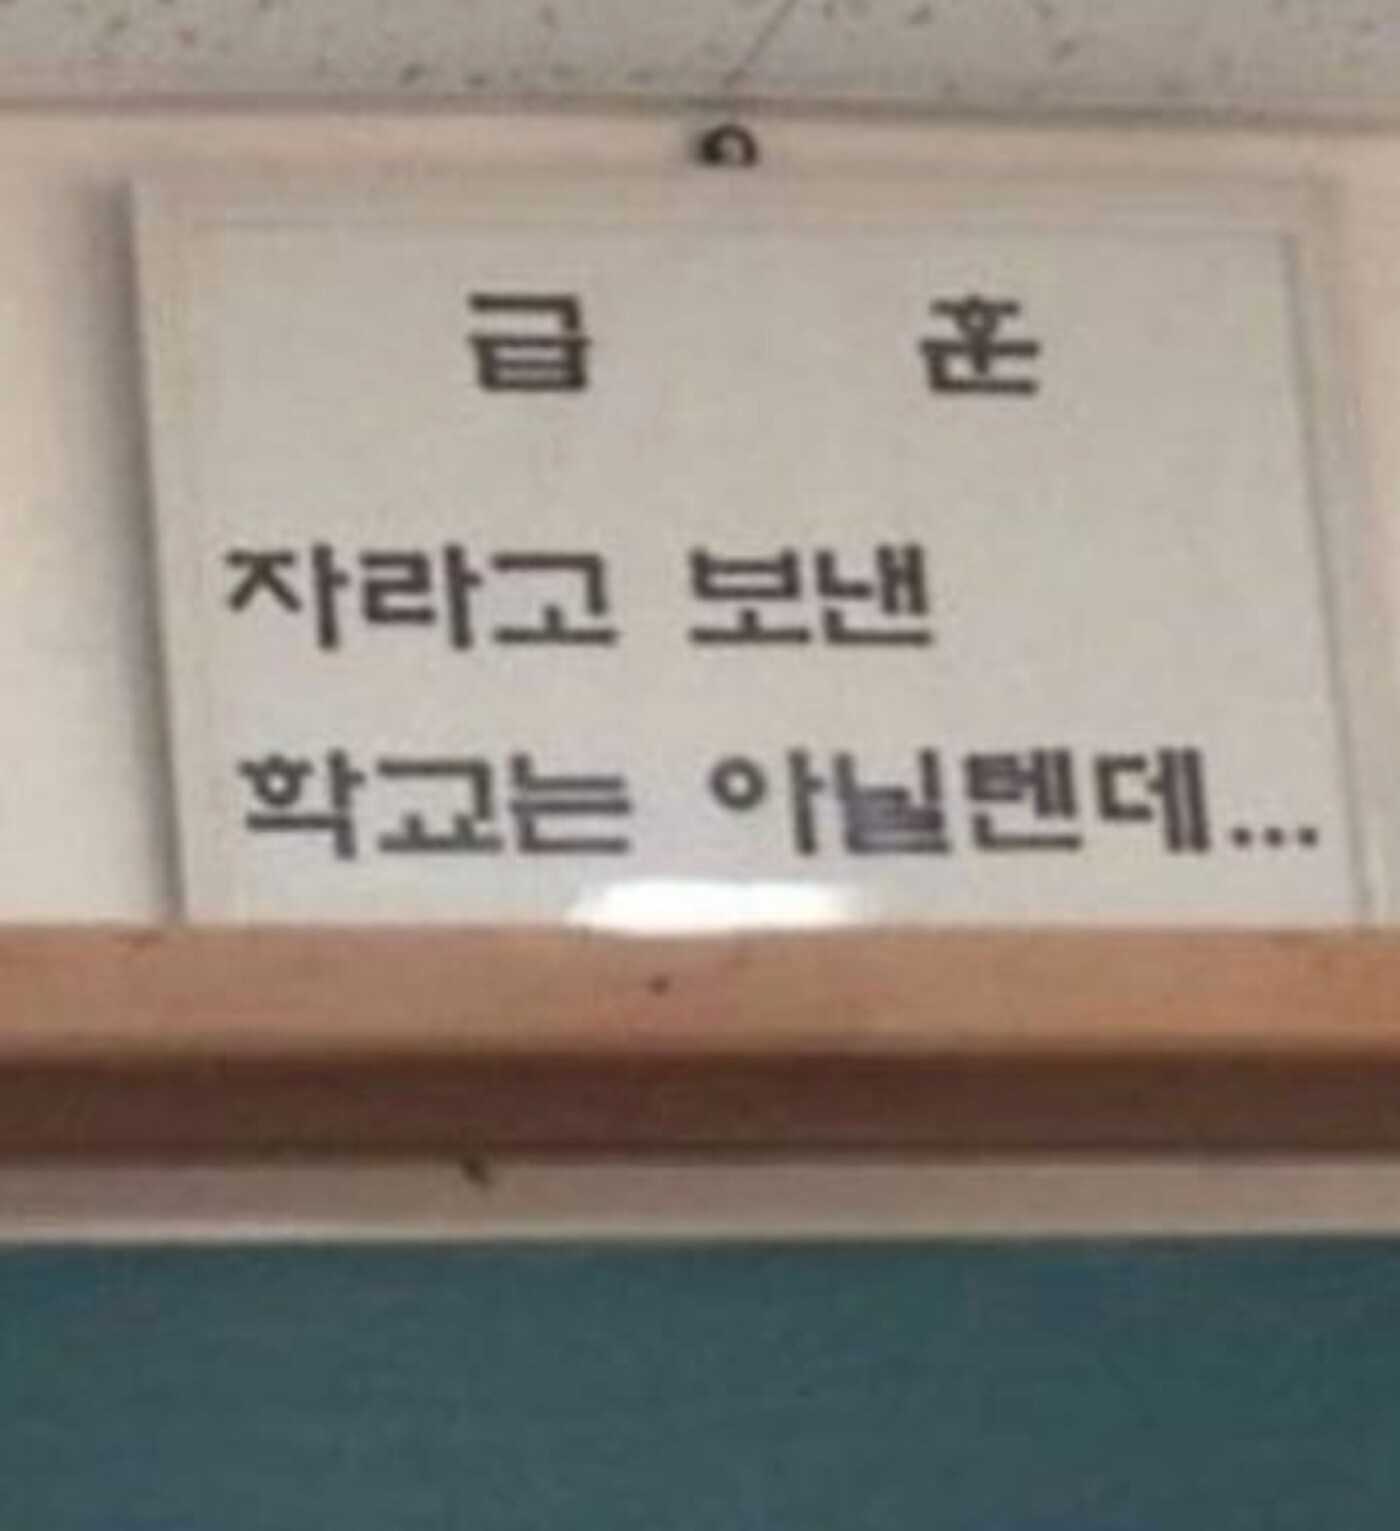 급 훈
자라고 보낸
학교는 아닐텐데...